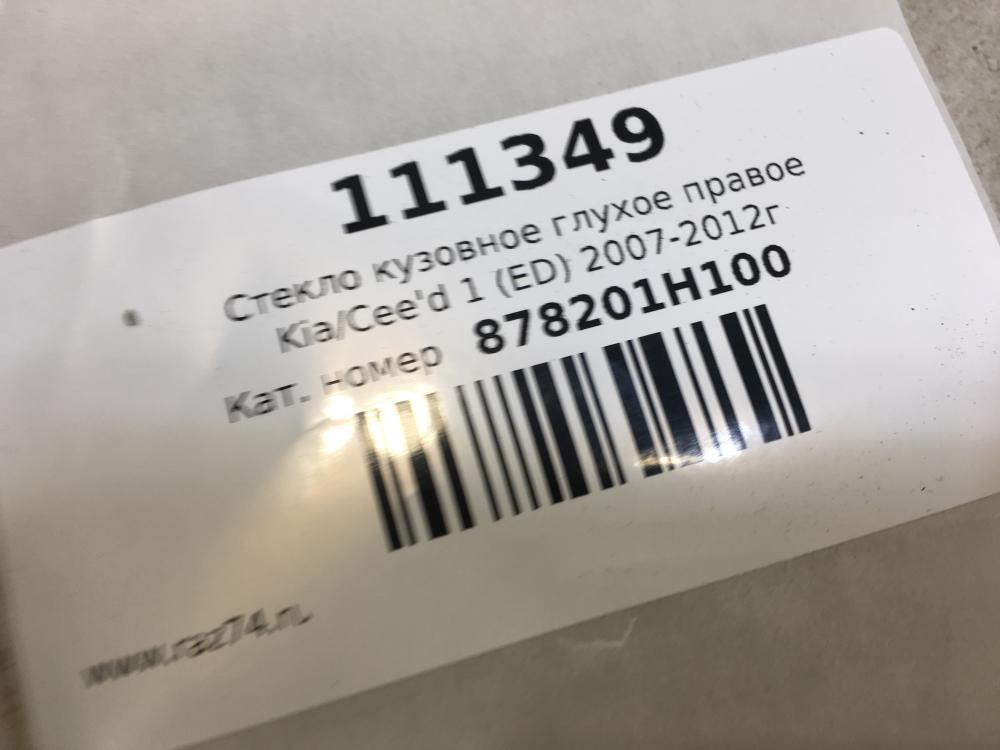 111349
Стекло кузовное глухое правое
Kia/Cee'd 1 (ED) 2007-2012г
Кат. номер 878201H100
www.raz74.ru